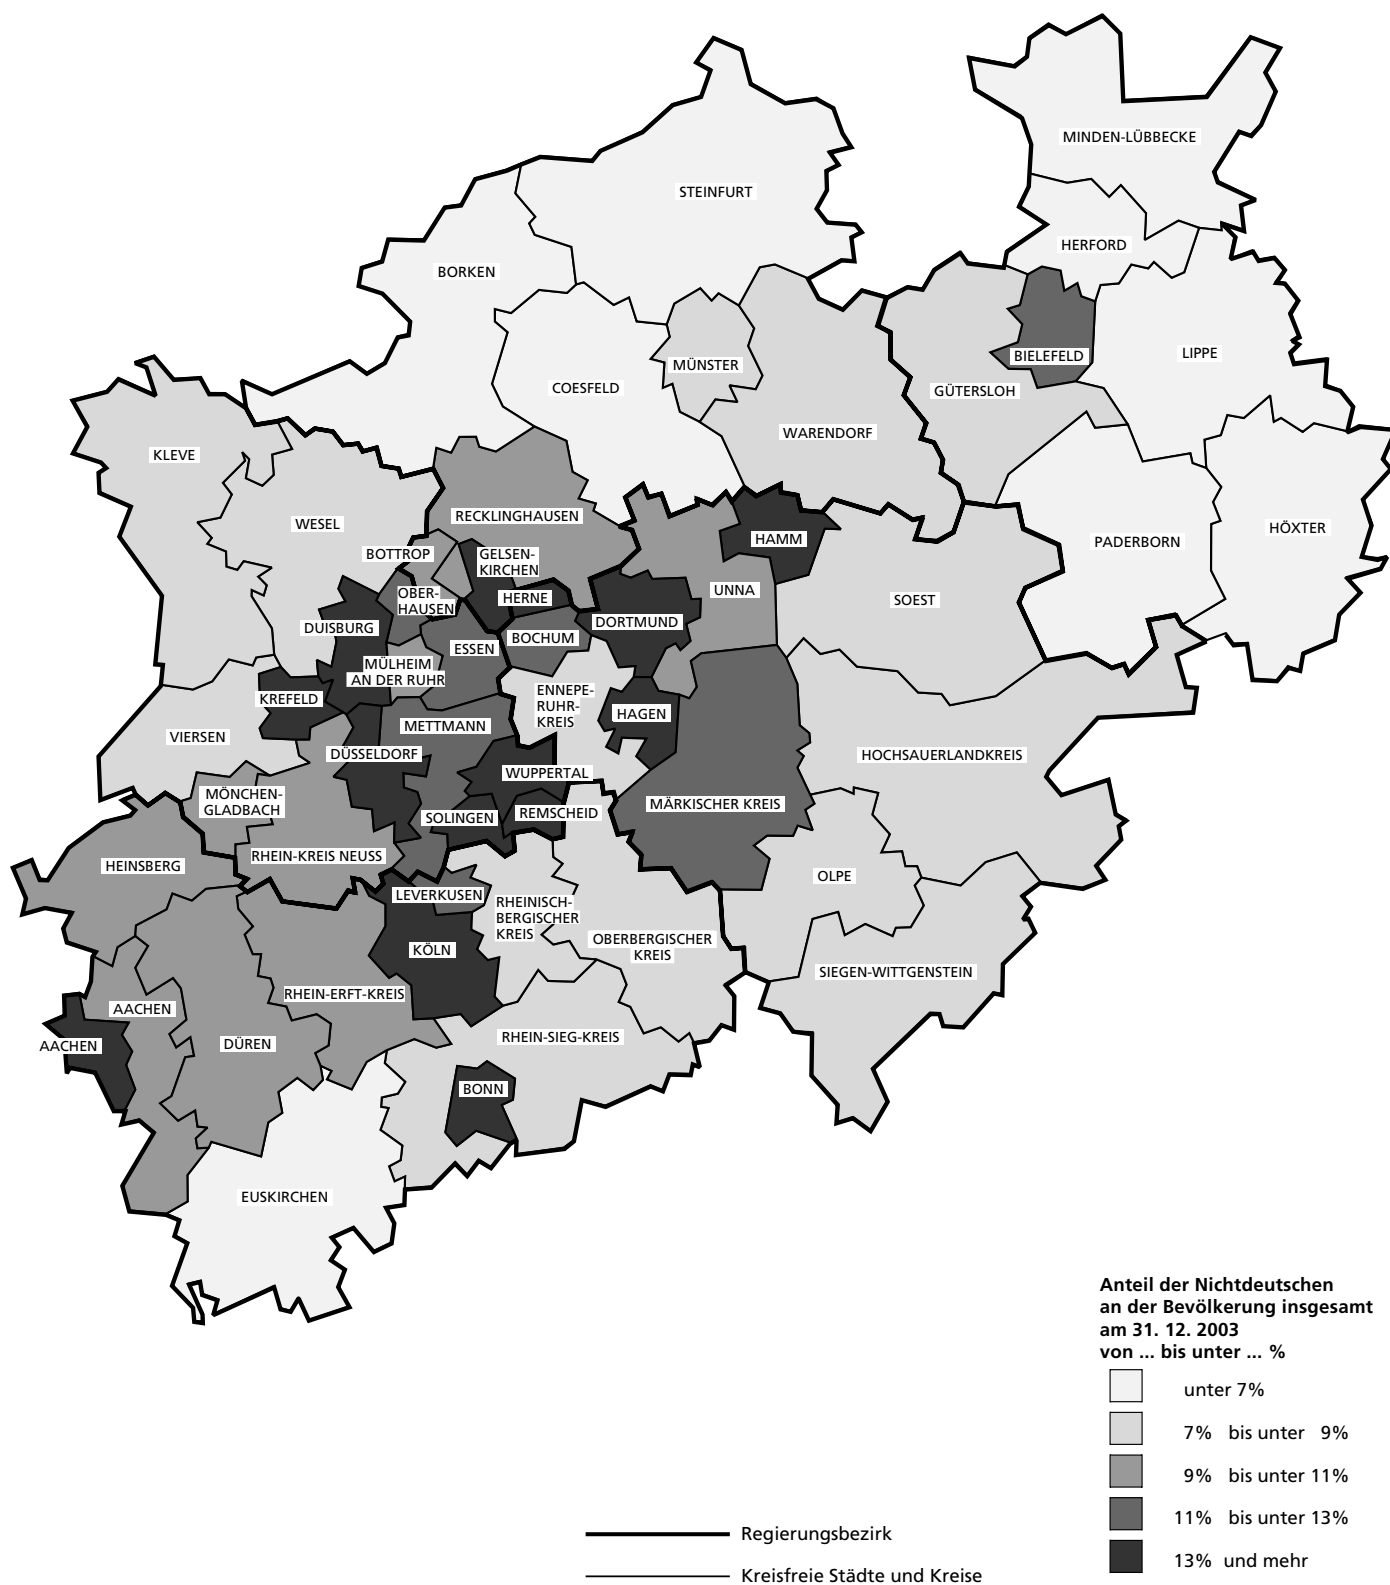 MINDEN-LÜBBECKE
STEINFURT
HERFORD
BORKEN
BIELEFELD
LIPPE
MÜNSTER
COESFELD
GÜTERSLOH
WARENDORF
KLEVE
RECKLINGHAUSEN
WESEL
HÖXTER
HAMM
PADERBORN
BOTTROP
GELSEN-
KIRCHEN
UNNA
OBER-
HAUSEN
HERNE
SOEST
DUISBURG
DORTMUND
BOCHUM
ESSEN
MÜLHEIM
AN DER RUHR
KREFELD
ENNEPE-
RUHR-
KREIS
HAGEN
METTMANN
VIERSEN
DÜSSELDORF
HOCHSAUERLANDKREIS
WUPPERTAL
MÖNCHEN-
GLADBACH
MÄRKISCHER KREIS
SOLINGEN
REMSCHEID
RHEIN-KREIS NEUSS
HEINSBERG
OLPE
LEVERKUSEN
RHEINISCH-
BERGISCHER
KREIS
KÖLN
OBERBERGISCHER
KREIS
SIEGEN-WITTGENSTEIN
RHEIN-ERFT-KREIS
AACHEN
RHEIN-SIEG-KREIS
AACHEN
DÜREN
BONN
EUSKIRCHEN
Anteil der Nichtdeutschen
an der Bevölkerung insgesamt
am 31. 12. 2003
von ... bis unter ... %
unter 7%
7% bis unter 9%
9% bis unter 11%
11% bis unter 13%
13% und mehr
Regierungsbezirk
Kreisfreie Städte und Kreise